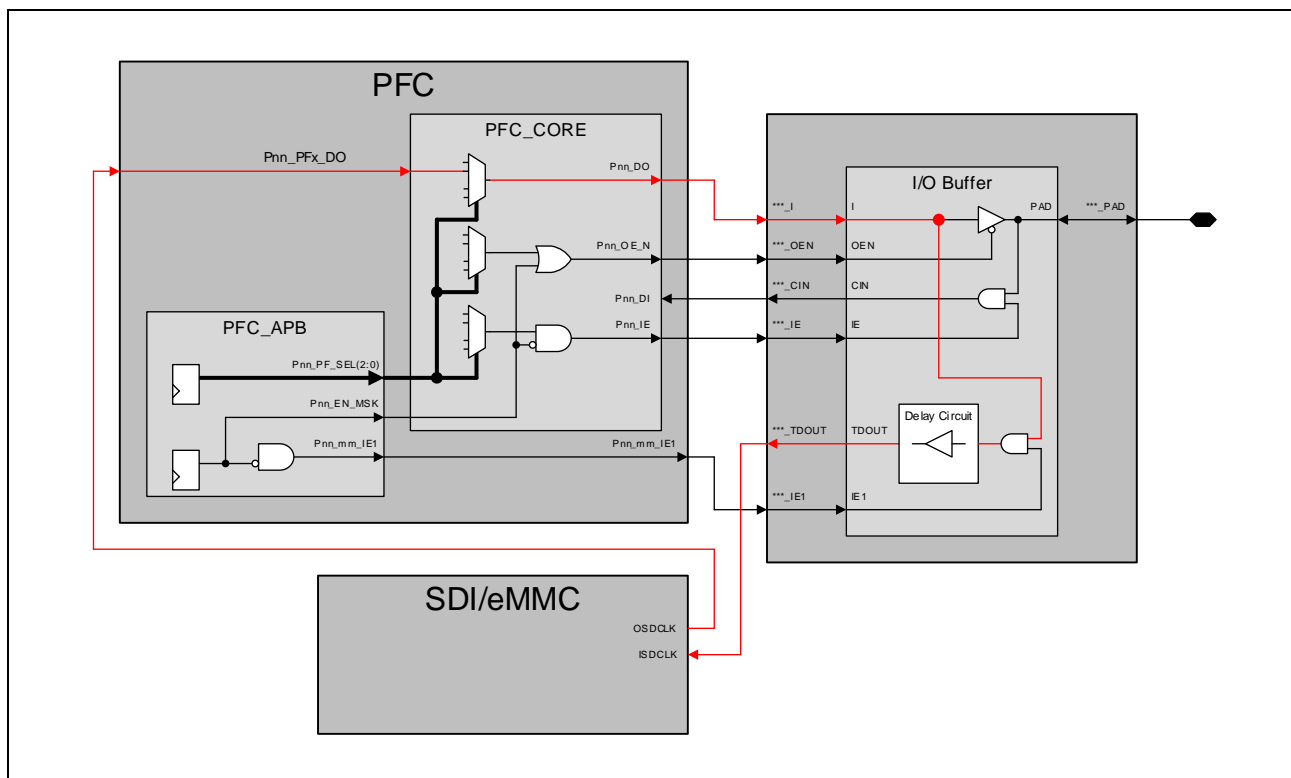 PFC
PFC_CORE
Pnn_PFx_DO
Pnn_DO
Pnn_OE_N
Pnn_DI
Pnn_IE
PFC_APB
Pnn_PF_SEL(2:0)
Pnn_EN_MSK
Pnn_mm_IE1
Pnn_mm_IE1
I/O Buffer
***_I
I
PAD
***_PAD
***_OEN
OEN
***_CIN
CIN
***_IE
IE
Delay Circuit
***_TDOUT
TDOUT
***_IE1
IE1
SDI/eMMC
OSDCLK
ISDCLK